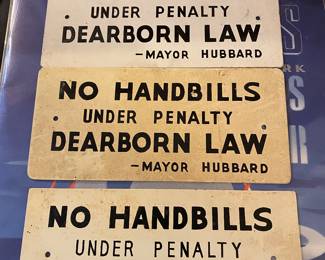 UNDER PENALTY
DEARBORN LAW
-MAYOR HUBBARD
NO HANDBILLS
UNDER PENALTY
DEARBORN LAW
-MAYOR HUBBARD
NO HANDBILLS
UNDER PENALTY